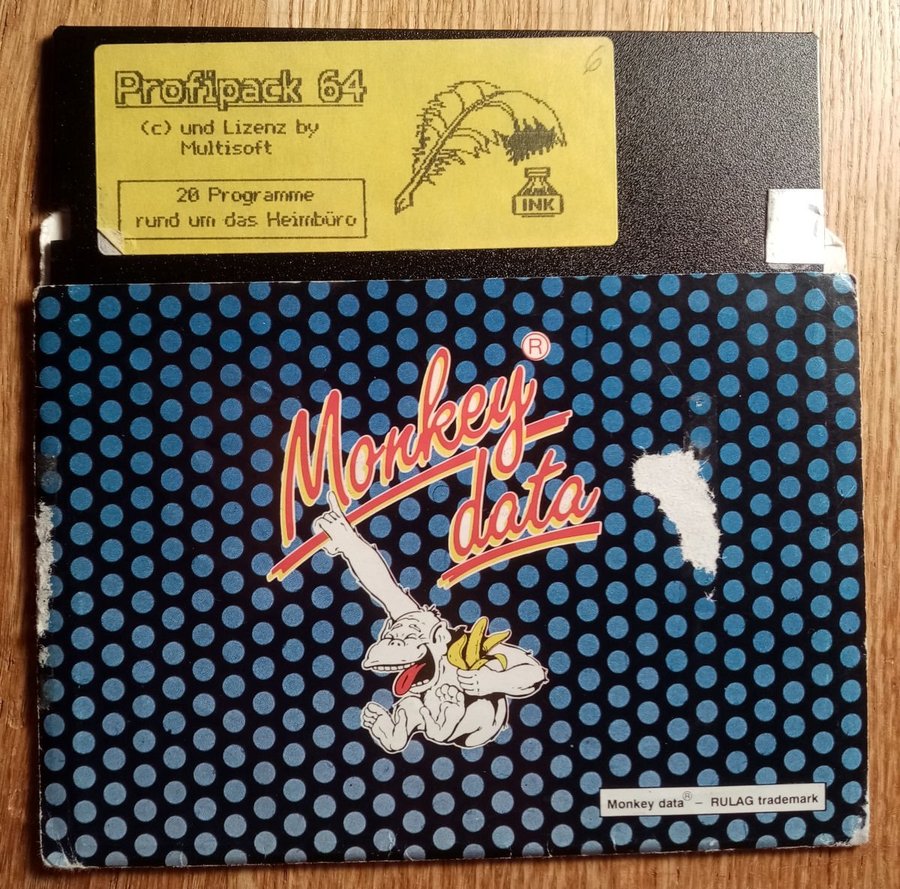 Profipack 64
(c) und Lizenz by
Multisoft
20 Programme
rund um das Heimbüro
INK
6
Monkey®
data
Monkey data® – RULAG trademark